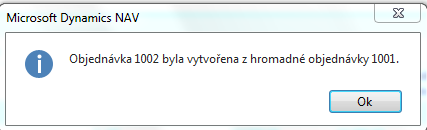 Microsoft Dynamics NAV
Objednávka 1002 byla vytvořena z hromadné objednávky 1001.
Ok